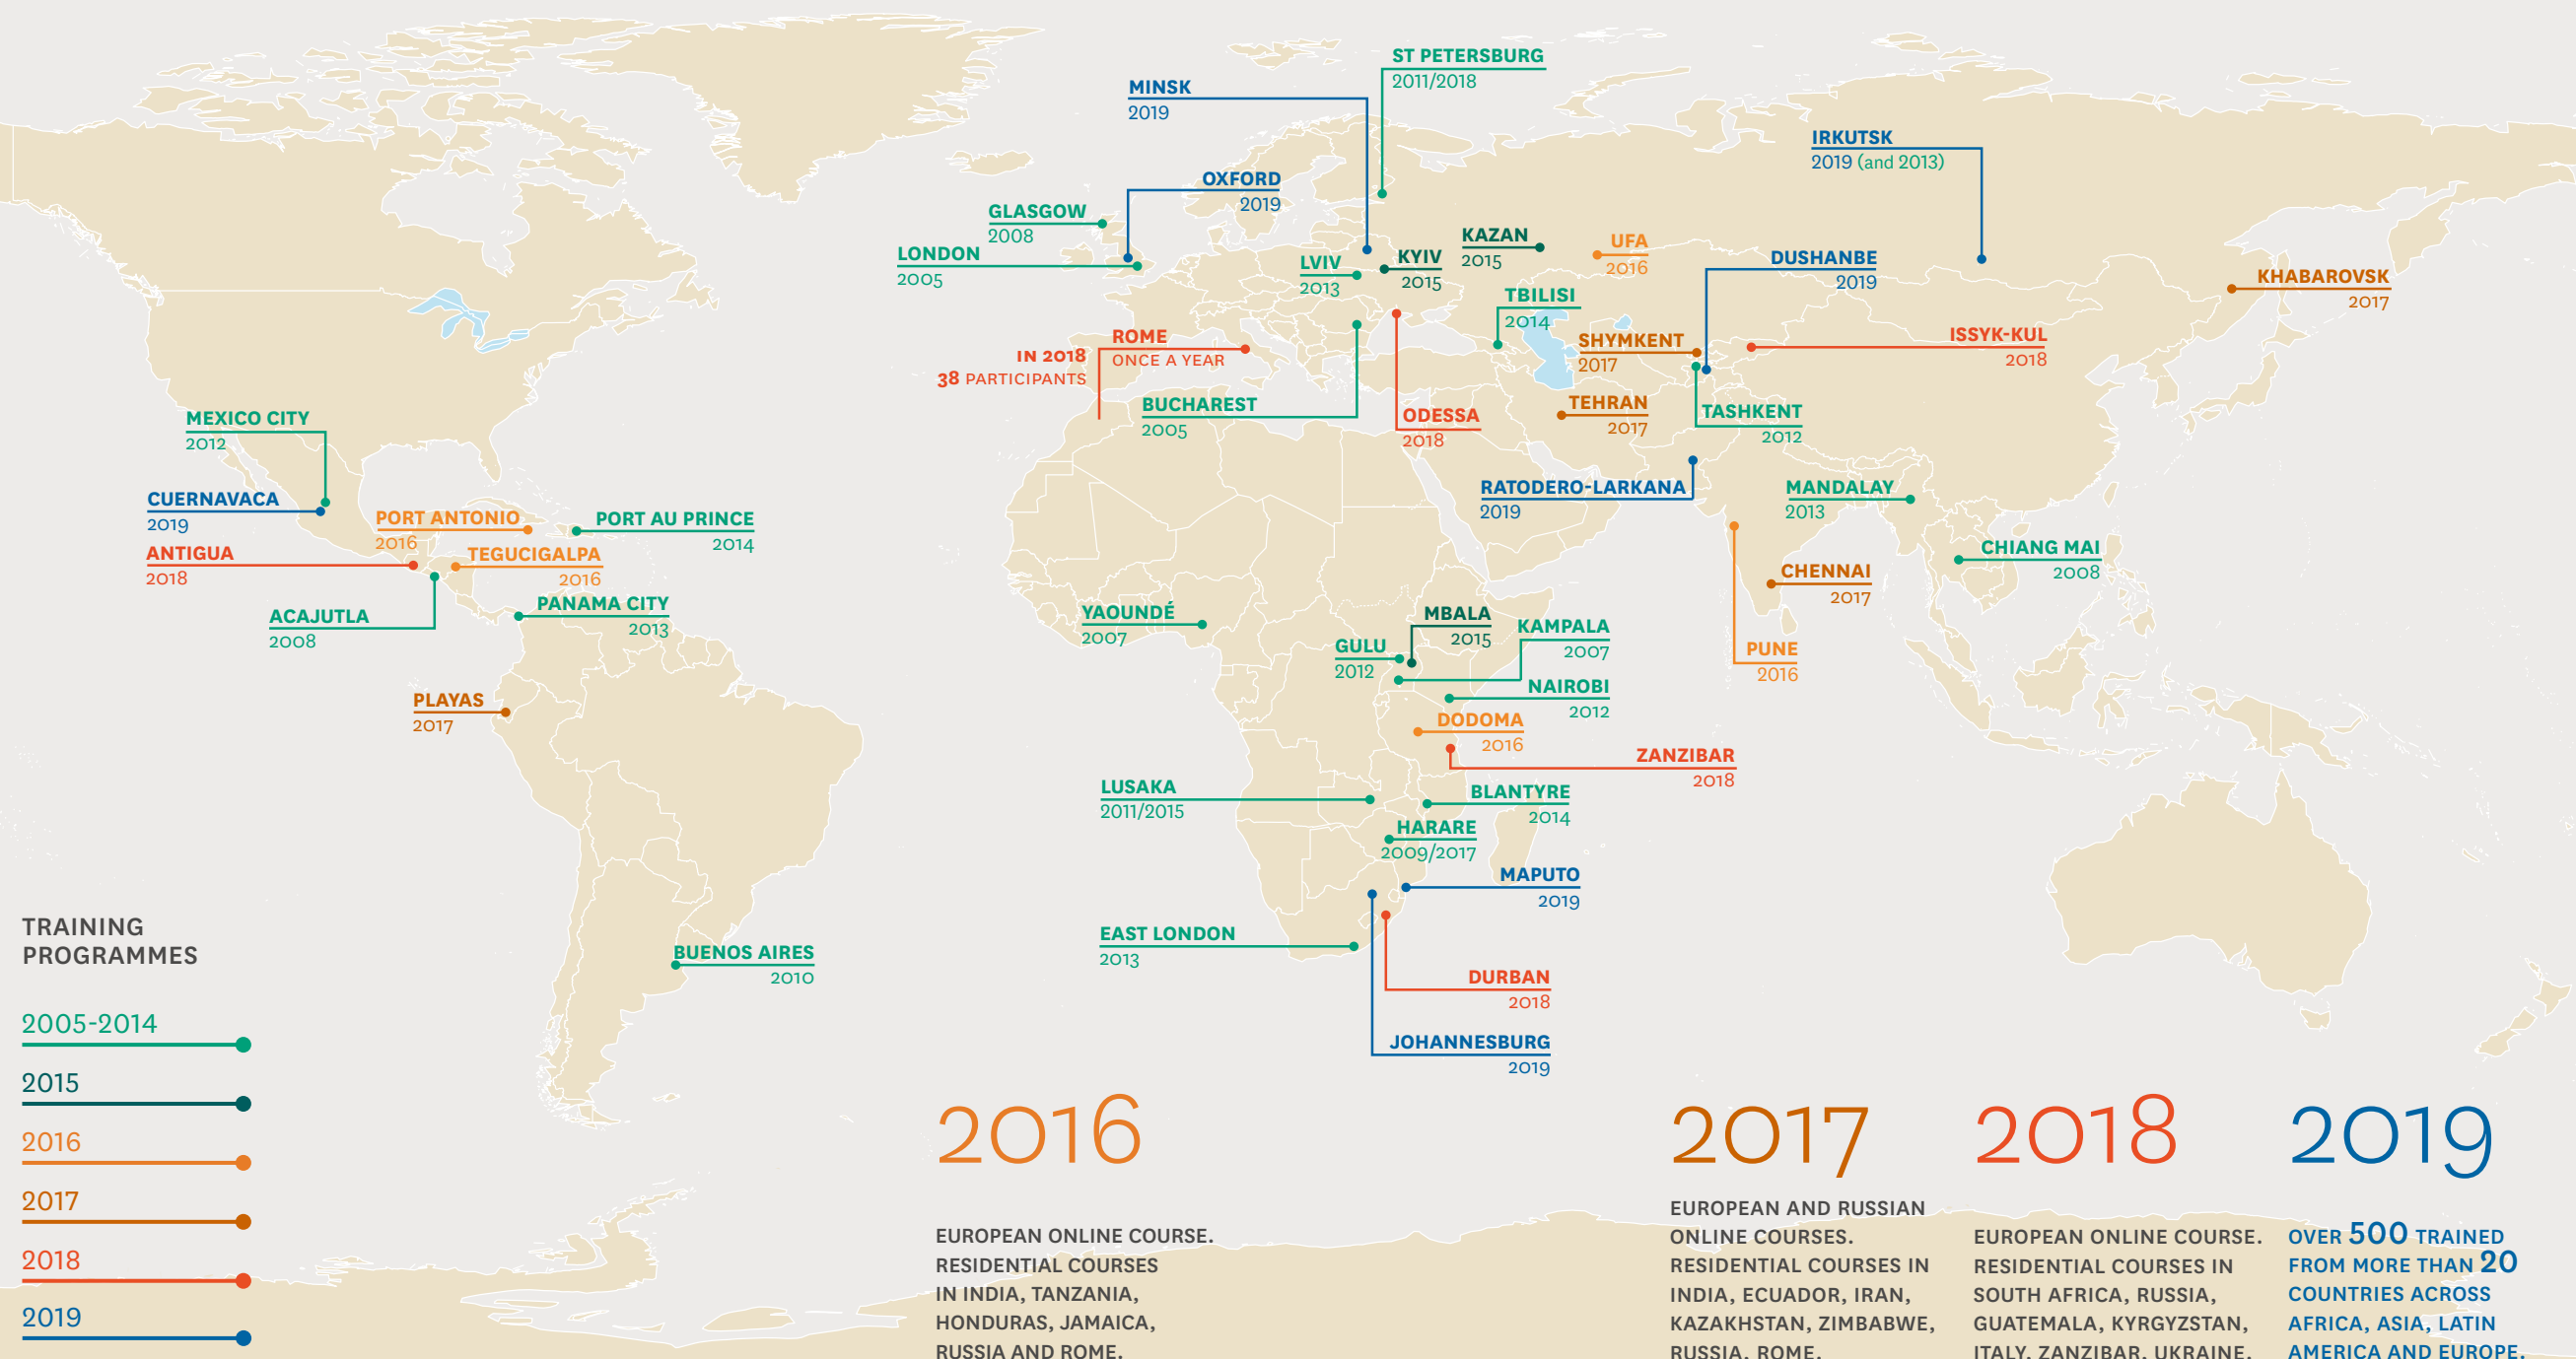 ST PETERSBURG
2011/2018
MINSK
2019
IRKUTSK
2019 (and 2013)
OXFORD
2019
GLASGOW
2008
LONDON
2005
KAZAN
2015
UFA
2016
LVIV
2013
KYIV
2015
DUSHANBE
2019
KHABAROVSK
2017
TBILISI
2014
ROME
ONCE A YEAR
IN 2018
38 PARTICIPANTS
SHYMKENT
2017
ISSYK-KUL
2018
BUCHAREST
2005
ODESSA
2018
TEHRAN
2017
TASHKENT
2012
MEXICO CITY
2012
CUERNAVACA
2019
PORT ANTONIO
2016
PORT AU PRINCE
2014
ANTIGUA
2018
TEGUCIGALPA
2016
ACAJUTLA
2008
PANAMA CITY
2013
RATODERO-LARKANA
2019
MANDALAY
2013
CHIANG MAI
2008
CHENNAI
2017
PUNE
2016
YAOUNDÉ
2007
MBALA
2015
GULU
2012
KAMPALA
2007
NAIROBI
2012
PLAYAS
2017
DODOMA
2016
ZANZIBAR
2018
LUSAKA
2011/2015
BLANTYRE
2014
HARARE
2009/2017
MAPUTO
2019
EAST LONDON
2013
BUENOS AIRES
2010
DURBAN
2018
JOHANNESBURG
2019
TRAINING
PROGRAMMES
2005-2014
2015
2016
2017
2018
2019
2016
EUROPEAN ONLINE COURSE.
RESIDENTIAL COURSES
IN INDIA, TANZANIA,
HONDURAS, JAMAICA,
RUSSIA AND ROME.
2017
EUROPEAN AND RUSSIAN
ONLINE COURSES.
RESIDENTIAL COURSES IN
INDIA, ECUADOR, IRAN,
KAZAKHSTAN, ZIMBABWE,
RUSSIA, ROME.
2018
EUROPEAN ONLINE COURSE.
RESIDENTIAL COURSES IN
SOUTH AFRICA, RUSSIA,
GUATEMALA, KYRGYZSTAN,
ITALY, ZANZIBAR, UKRAINE.
2019
OVER 500 TRAINED
FROM MORE THAN 20
COUNTRIES ACROSS
AFRICA, ASIA, LATIN
AMERICA AND EUROPE.